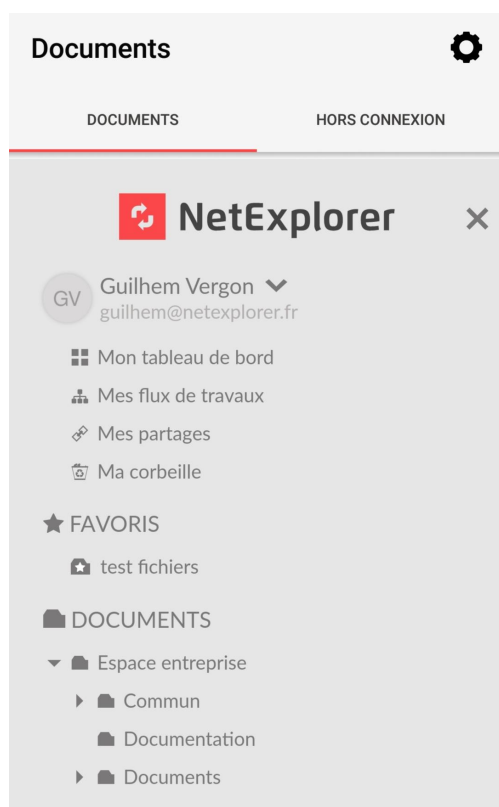 Documents
DOCUMENTS HORS CONNEXION
NetExplorer
GV Guilhem Vergon
guilhem@netexplorer.fr
Mon tableau de bord
Mes flux de travaux
Mes partages
Ma corbeille
FAVORIS
test fichiers
DOCUMENTS
Espace entreprise
Commun
Documentation
Documents